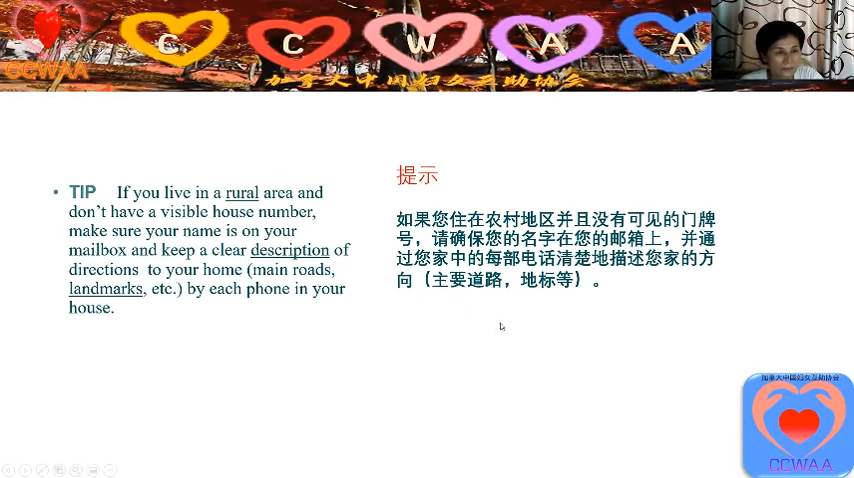 CCWAA
C C W A A
加拿大中国妇女互助协会
• TIP If you live in a rural area and
don't have a visible house number,
make sure your name is on your
mailbox and keep a clear description of
directions to your home (main roads,
landmarks, etc.) by each phone in your
house.
提示
如果您住在农村地区并且没有可见的门牌
号，请确保您的名字在您的邮箱上，并通
过您家中的每部电话清楚地描述您家的方
向（主要道路，地标等）。
加拿大中国妇女互助协会
CCWAA